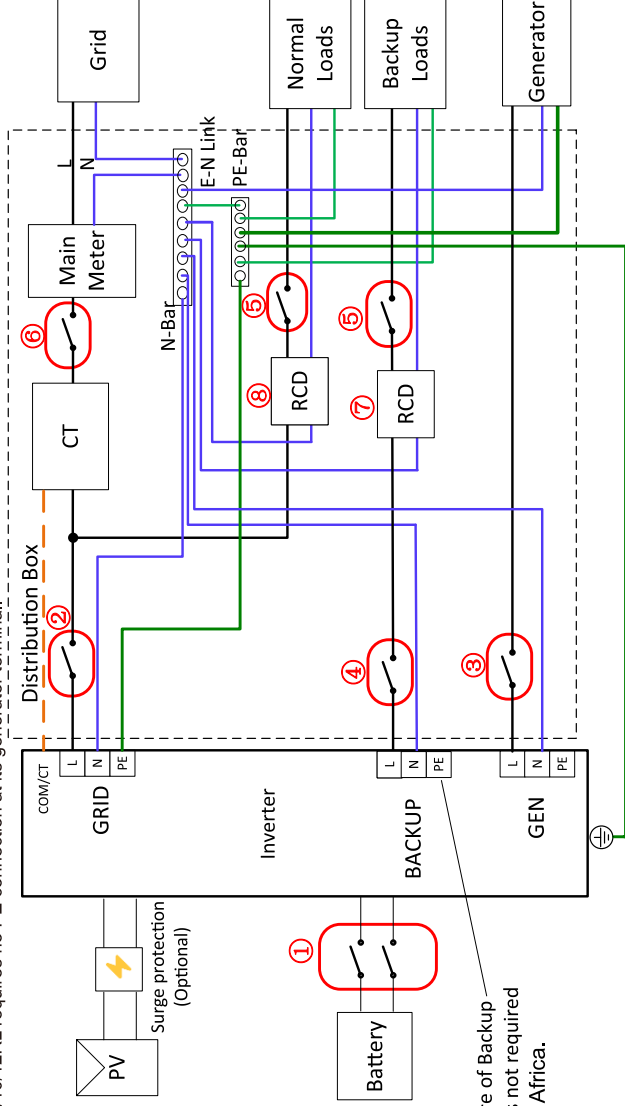 Distribution Box
COM/CT
②
CT
⑥
Main
Meter
L
N
Grid
PV
Surge protection
(Optional)
GRID
L
N
PE
N-Bar
E-N Link
PE-Bar
Inverter
⑧
RCD
⑤
Normal
Loads
①
Battery
BACKUP
L
N
PE
④
⑦
RCD
⑤
Backup
Loads
re of Backup
s not required
Africa.
GEN
L
N
PE
③
Generator